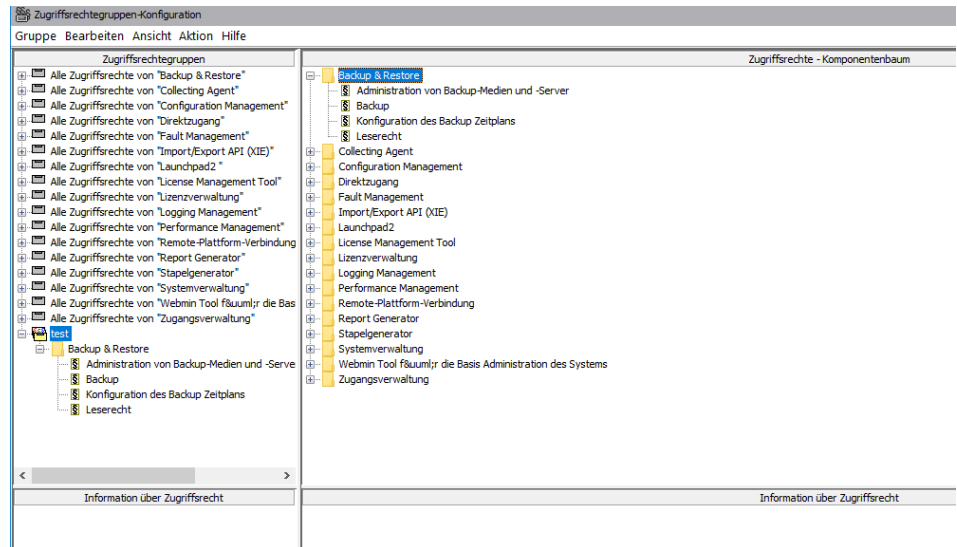 Zugriffsrechtegruppen-Konfiguration
Gruppe Bearbeiten Ansicht Aktion Hilfe
Zugriffsrechtegruppen
Alle Zugriffsrechte von "Backup & Restore"
Alle Zugriffsrechte von "Collecting Agent"
Alle Zugriffsrechte von "Configuration Management"
Alle Zugriffsrechte von "Direktzugang"
Alle Zugriffsrechte von "Fault Management"
Alle Zugriffsrechte von "Import/Export API (XIE)"
Alle Zugriffsrechte von "Launchpad2 "
Alle Zugriffsrechte von "License Management Tool"
Alle Zugriffsrechte von "Lizenzverwaltung"
Alle Zugriffsrechte von "Logging Management"
Alle Zugriffsrechte von "Performance Management"
Alle Zugriffsrechte von "Remote-Plattform-Verbindung
Alle Zugriffsrechte von "Report Generator"
Alle Zugriffsrechte von "Stapelgenerator"
Alle Zugriffsrechte von "Systemverwaltung"
Alle Zugriffsrechte von "Webmin Tool f&uuml;r die Bas
Alle Zugriffsrechte von "Zugangsverwaltung"
test
Backup & Restore
§ Administration von Backup-Medien und -Serve
§ Backup
§ Konfiguration des Backup Zeitplans
§ Leserecht
Information über Zugriffsrecht
Zugriffsrechte - Komponentenbaum
Backup & Restore
§ Administration von Backup-Medien und -Server
§ Backup
§ Konfiguration des Backup Zeitplans
§ Leserecht
Collecting Agent
Configuration Management
Direktzugang
Fault Management
Import/Export API (XIE)
Launchpad2
License Management Tool
Lizenzverwaltung
Logging Management
Performance Management
Remote-Plattform-Verbindung
Report Generator
Stapelgenerator
Systemverwaltung
Webmin Tool f&uuml;r die Basis Administration des Systems
Zugangsverwaltung
Information über Zugriffsrecht